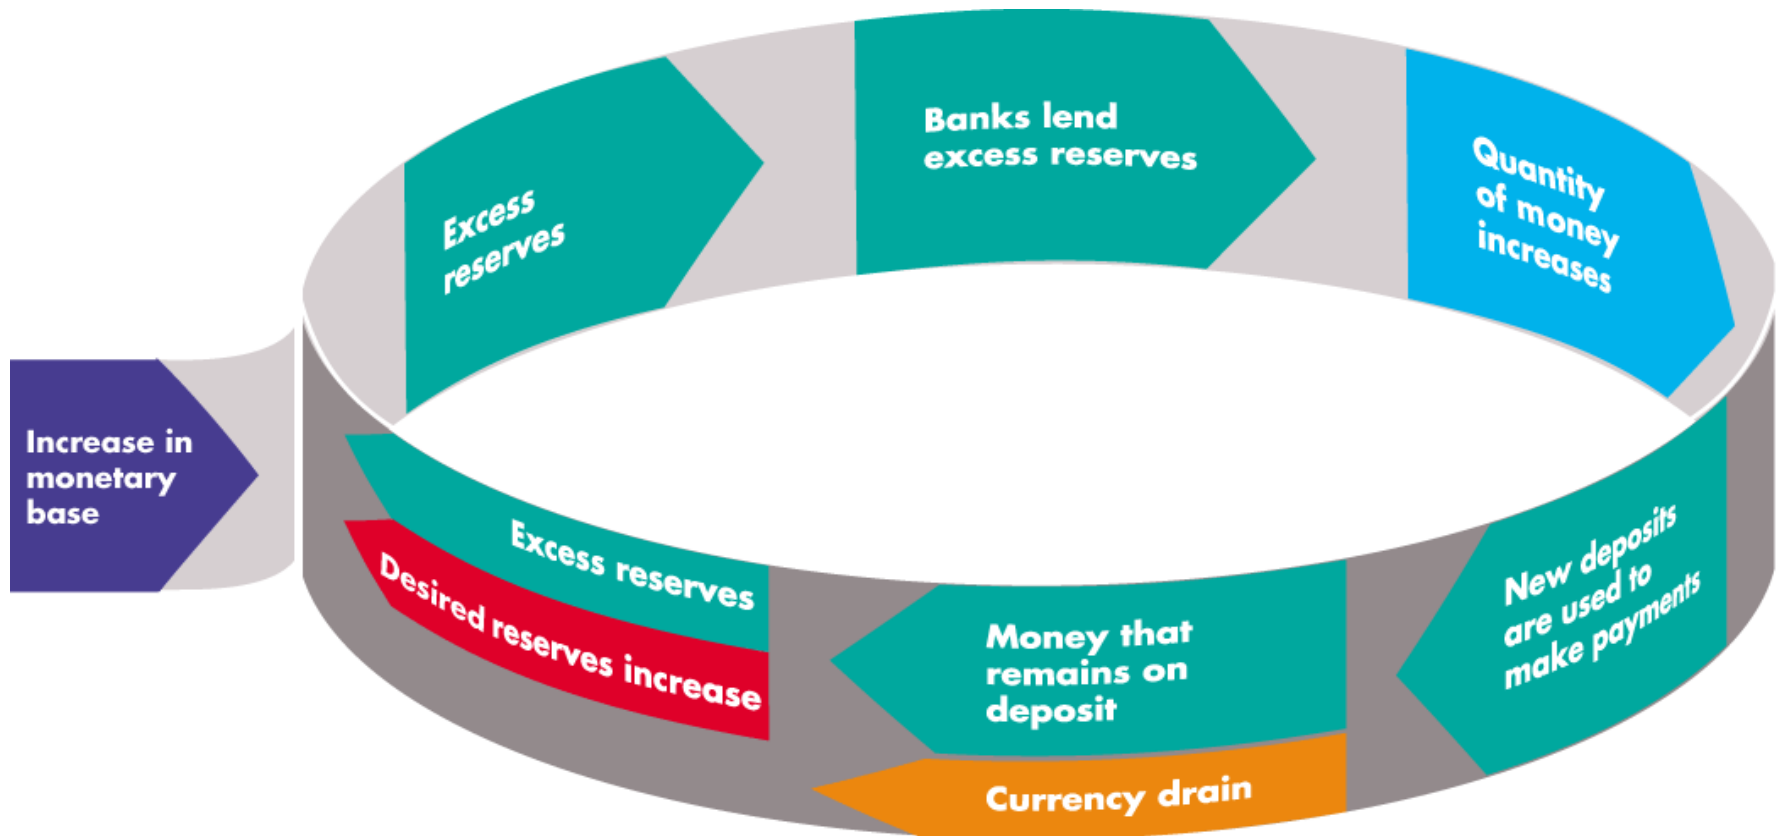 Increase in
monetary
base
Excess
reserves
Banks lend
excess reserves
Quantity
of money
increases
New deposits
are used to
make payments
Money that
remains on
deposit
Currency drain
Excess reserves
Desired reserves increase